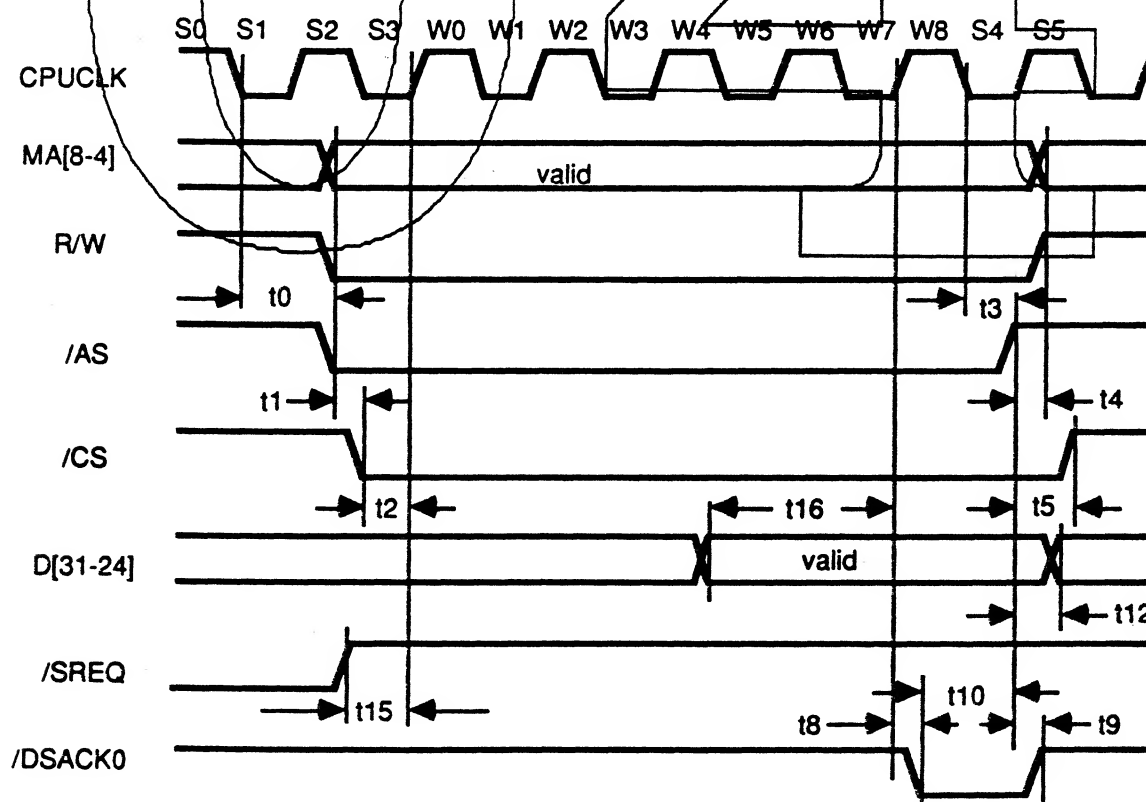 S0 S1 S2 S3 W0 W1 W2 W3 W4 W5 W6 W7 W8 S4 S5
CPUCLK
MA[8-4]
valid
R/W
t0
t3
/AS
t1
t4
/CS
t2
t16
t5
D[31-24]
valid
t12
/SREQ
t15
t10
t8
t9
/DSACK0